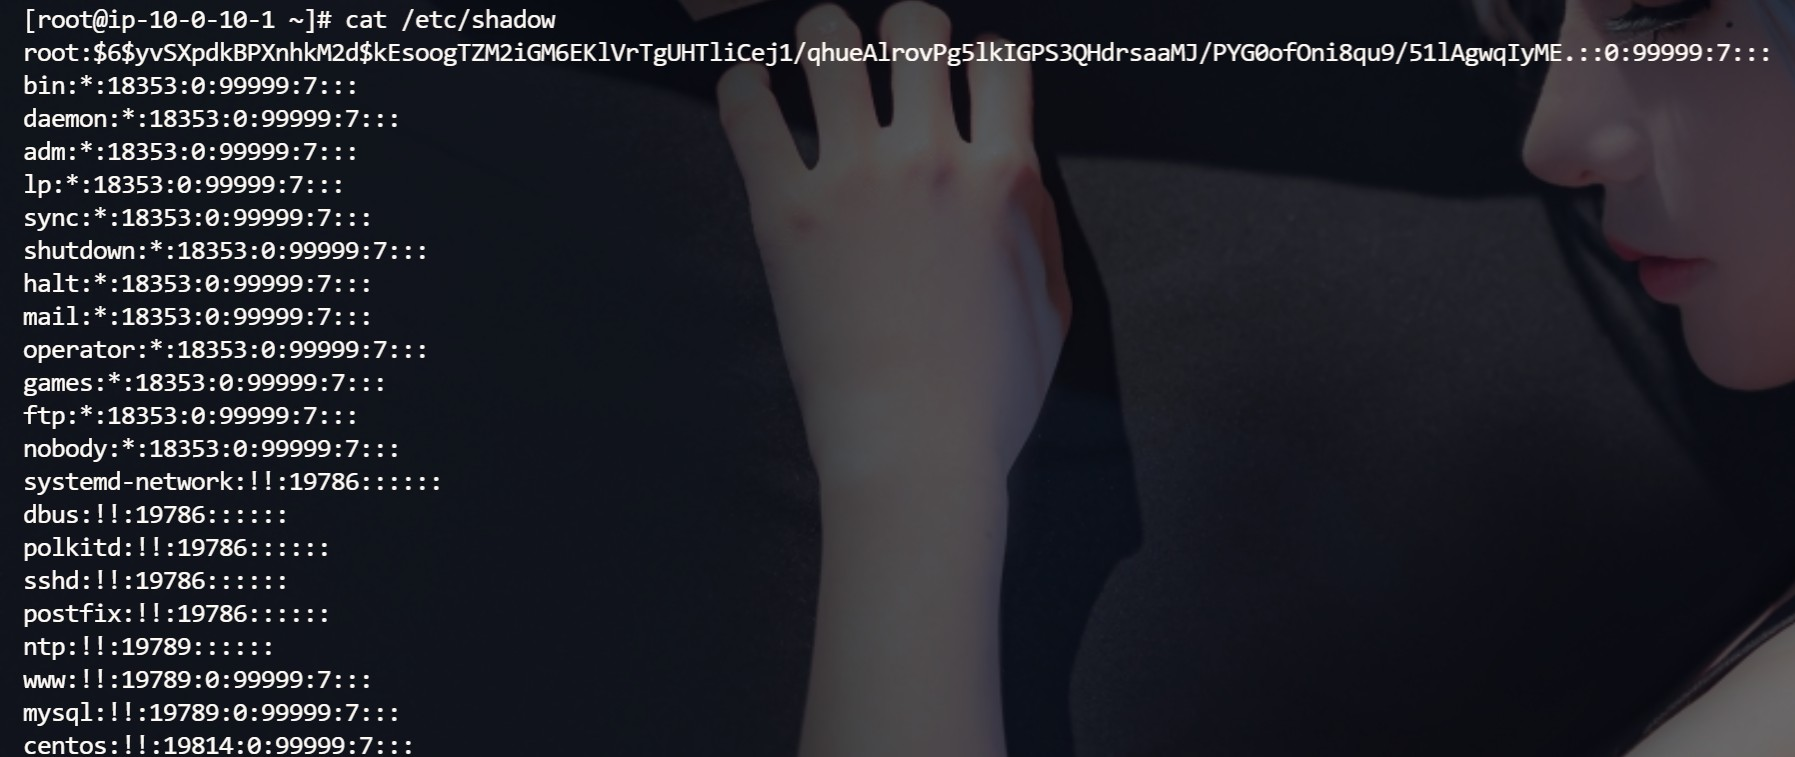 [root@ip-10-0-10-1 ~]# cat /etc/shadow
root:$6$yvSXpdkBPXnhkM2d$kEsoogTZM2iGM6EKlVrTgUHTliCej1/qhueAlrovPg5lkIGPS3QHdrsaaMJ/PYG0ofOni8qu9/51lAgwqIyME.::0:99999:7:::
bin:*:18353:0:99999:7:::
daemon:*:18353:0:99999:7:::
adm:*:18353:0:99999:7:::
lp:*:18353:0:99999:7:::
sync:*:18353:0:99999:7:::
shutdown:*:18353:0:99999:7:::
halt:*:18353:0:99999:7:::
mail:*:18353:0:99999:7:::
operator:*:18353:0:99999:7:::
games:*:18353:0:99999:7:::
ftp:*:18353:0:99999:7:::
nobody:*:18353:0:99999:7:::
systemd-network:!!:19786::::::
dbus:!!:19786::::::
polkitd:!!:19786::::::
sshd:!!:19786::::::
postfix:!!:19786::::::
ntp:!!:19789::::::
www:!!:19789:0:99999:7:::
mysql:!!:19789:0:99999:7:::
centos:!!:19814:0:99999:7:::